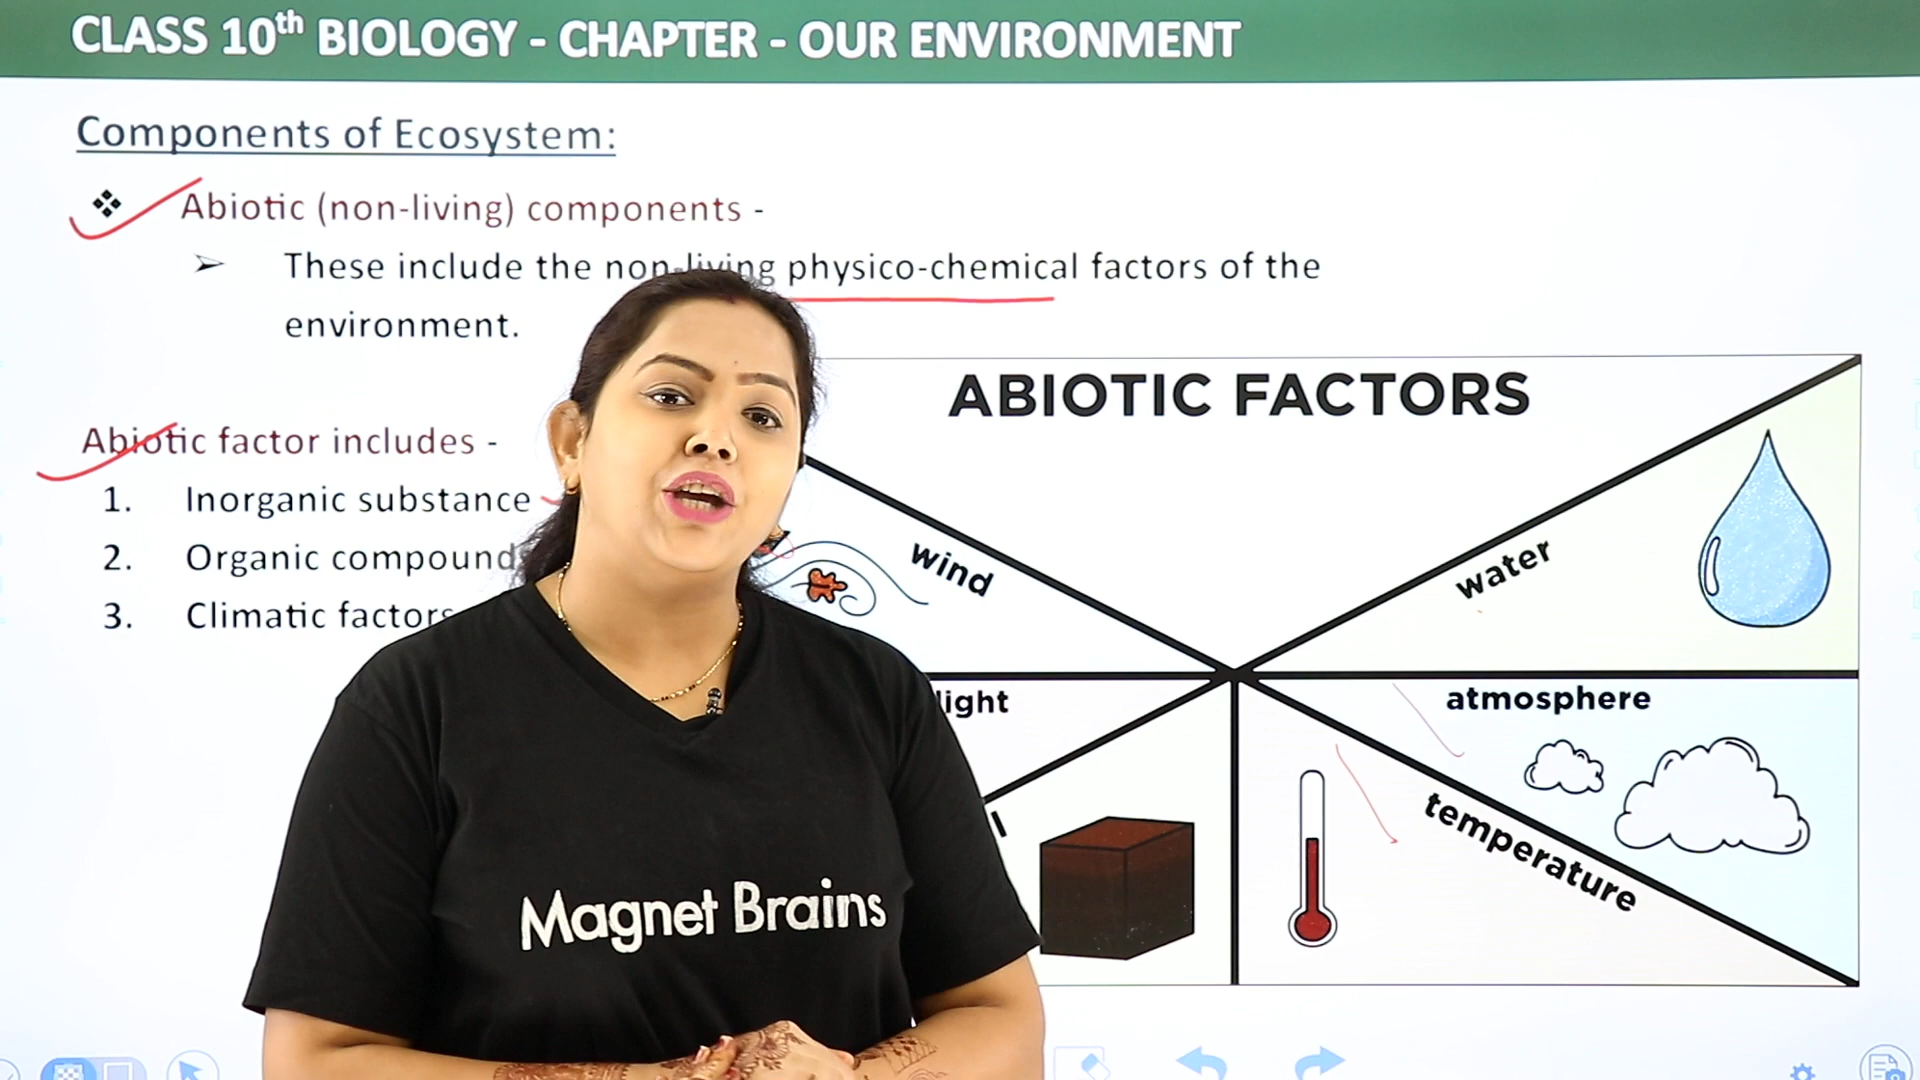 CLASS 10th BIOLOGY - CHAPTER - OUR ENVIRONMENT
Components of Ecosystem:
❖ Abiotic (non-living) components -
➢ These include the non-living physico-chemical factors of the
environment.
Abiotic factor includes -
1. Inorganic substance
2. Organic compound
3. Climatic factors
ABIOTIC FACTORS
wind
water
light
atmosphere
temperature
Magnet Brains